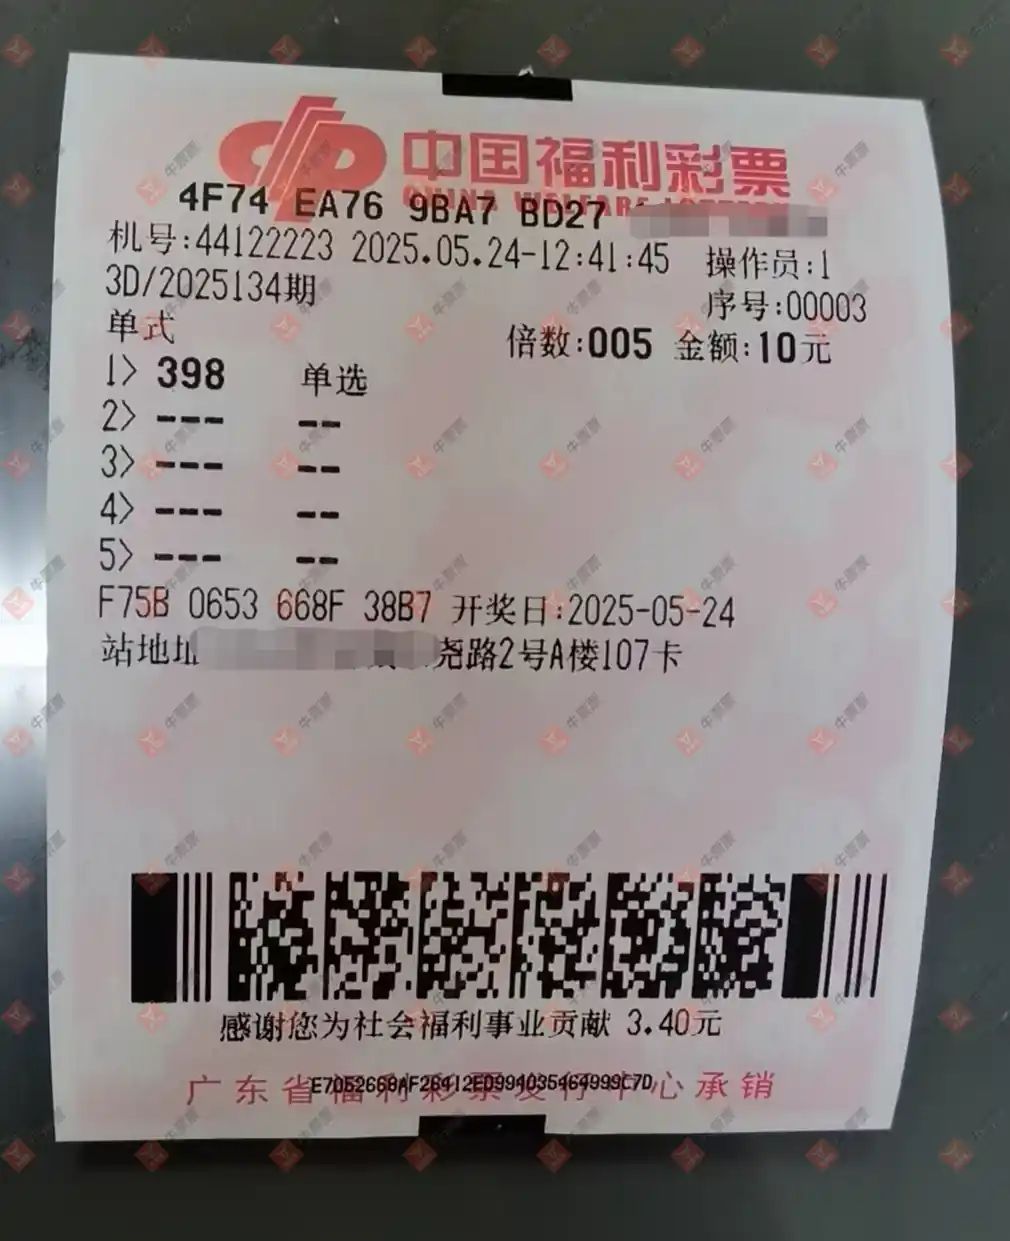 中国福利彩票
CHINA WELFARE LOTTERY
4F74 EA76 9BA7 BD27
机号:44122223 2025.05.24-12:41:45 操作员:1
3D/2025134期 序号:00003
单式 倍数:005 金额:10元
1> 398 单选
2> --- --
3> --- --
4> --- --
5> --- --
F75B 0653 668F 38B7 开奖日:2025-05-24
站地址 尧路2号A楼107卡
感谢您为社会福利事业贡献 3.40元
广东省福利彩票发行中心承销